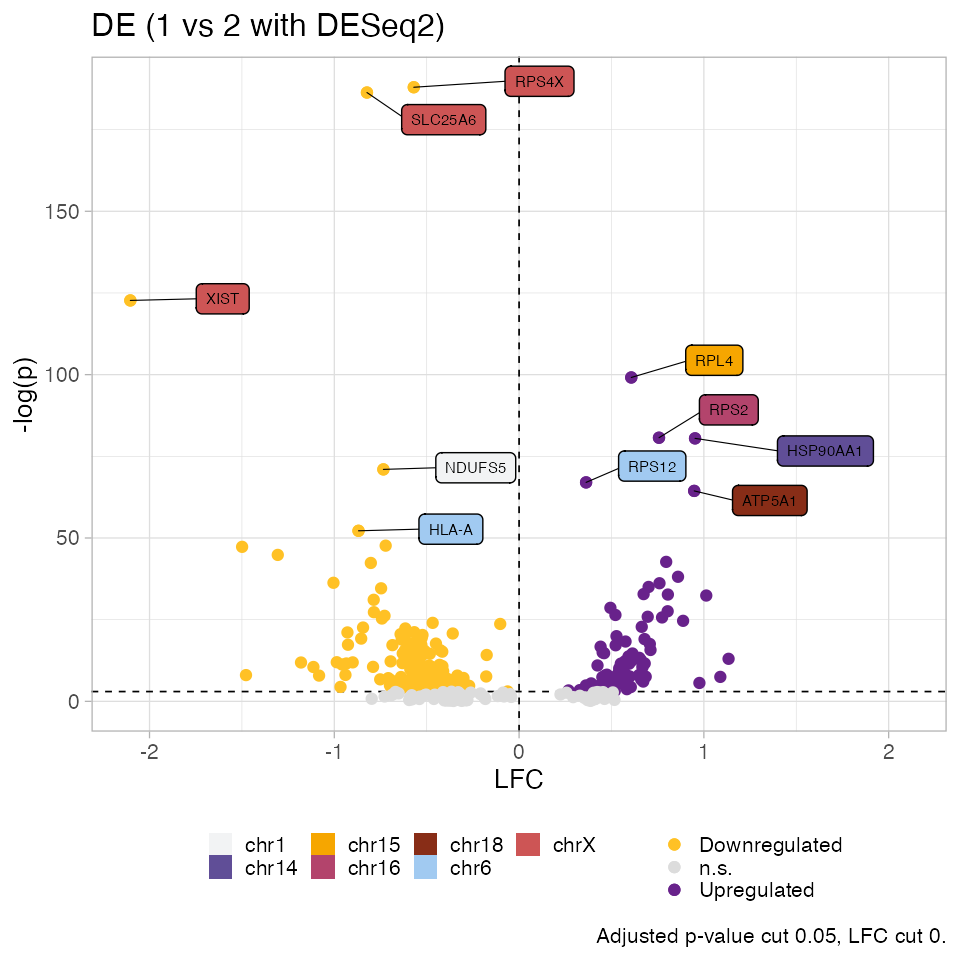 DE (1 vs 2 with DESeq2)
RPS4X
SLC25A6
150
XIST
RPL4
100
-log(p)
RPS2
HSP90AA1
NDUFS5
RPS12
ATP5A1
HLA-A
50
0
-2 -1 0 1 2
LFC
chr1 chr15 chr18 chrX Downregulated
chr14 chr16 chr6 n.s.
Upregulated
Adjusted p-value cut 0.05, LFC cut 0.